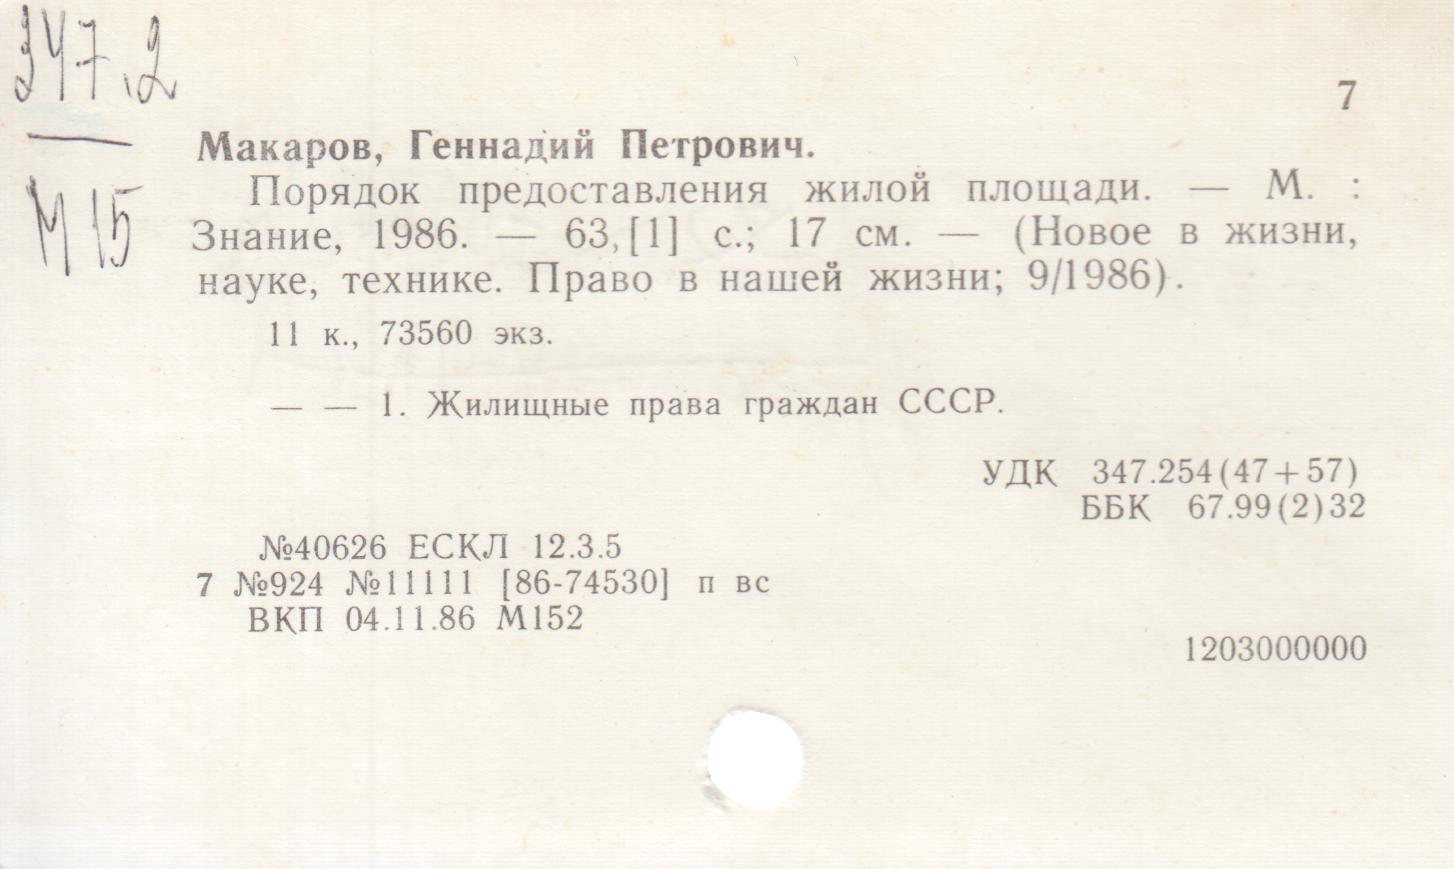 347.2
7
М15
Макаров, Геннадий Петрович.
Порядок предоставления жилой площади. — М. :
Знание, 1986. — 63,[1] с.; 17 см. — (Новое в жизни,
науке, технике. Право в нашей жизни; 9/1986).
11 к., 73560 экз.
— — 1. Жилищные права граждан СССР.
УДК 347.254(47+57)
ББК 67.99(2)32
№40626 ЕСКЛ 12.3.5
7 №924 №11111 [86-74530] п вс
ВКП 04.11.86 М152
1203000000